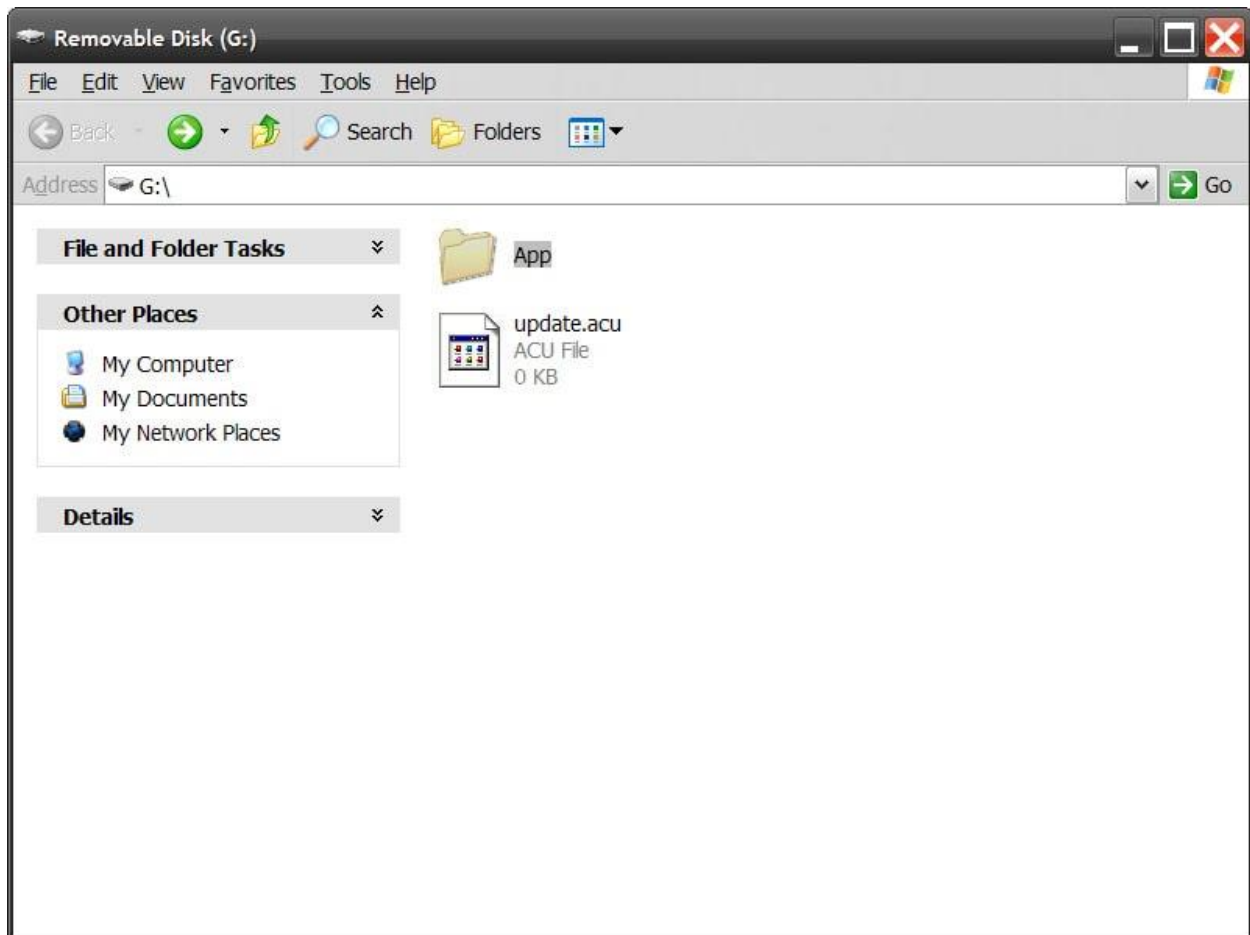 Removable Disk (G:)
File Edit View Favorites Tools Help
Back Search Folders
Address G:\ Go
File and Folder Tasks
App
Other Places
update.acu
ACU File
0 KB
My Computer
My Documents
My Network Places
Details